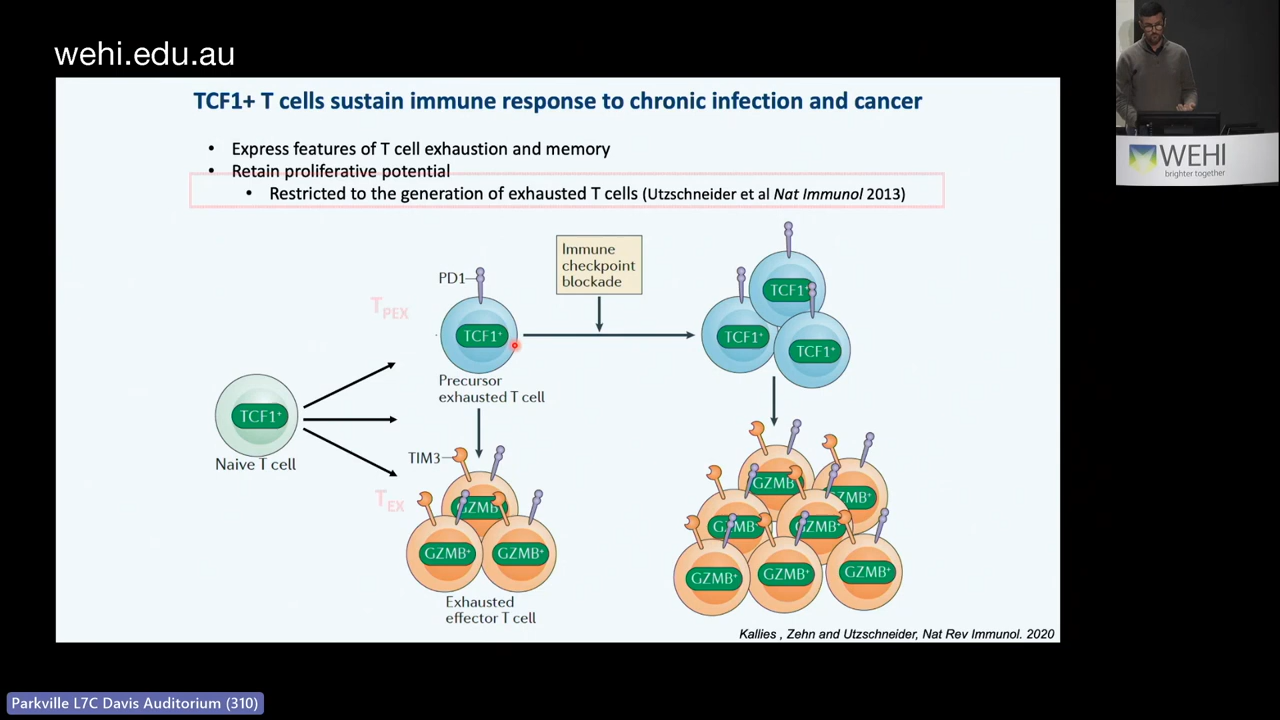 wehi.edu.au
TCF1+ T cells sustain immune response to chronic infection and cancer
• Express features of T cell exhaustion and memory
• Retain proliferative potential
• Restricted to the generation of exhausted T cells (Utzschneider et al Nat Immunol 2013)
Immune
checkpoint
blockade
PD1
TPEX
TCF1+
TCF1+
TCF1+
TCF1+
Precursor
exhausted T cell
TCF1+
Naive T cell
TIM3
TEX
GZMB
GZMB+
GZMB+
Exhausted
effector T cell
GZMB
GZMB+
GZMB+
GZMB+
GZMB+
GZMB+
GZMB+
Kallies , Zehn and Utzschneider, Nat Rev Immunol. 2020
WEHI
brighter together
Parkville L7C Davis Auditorium (310)